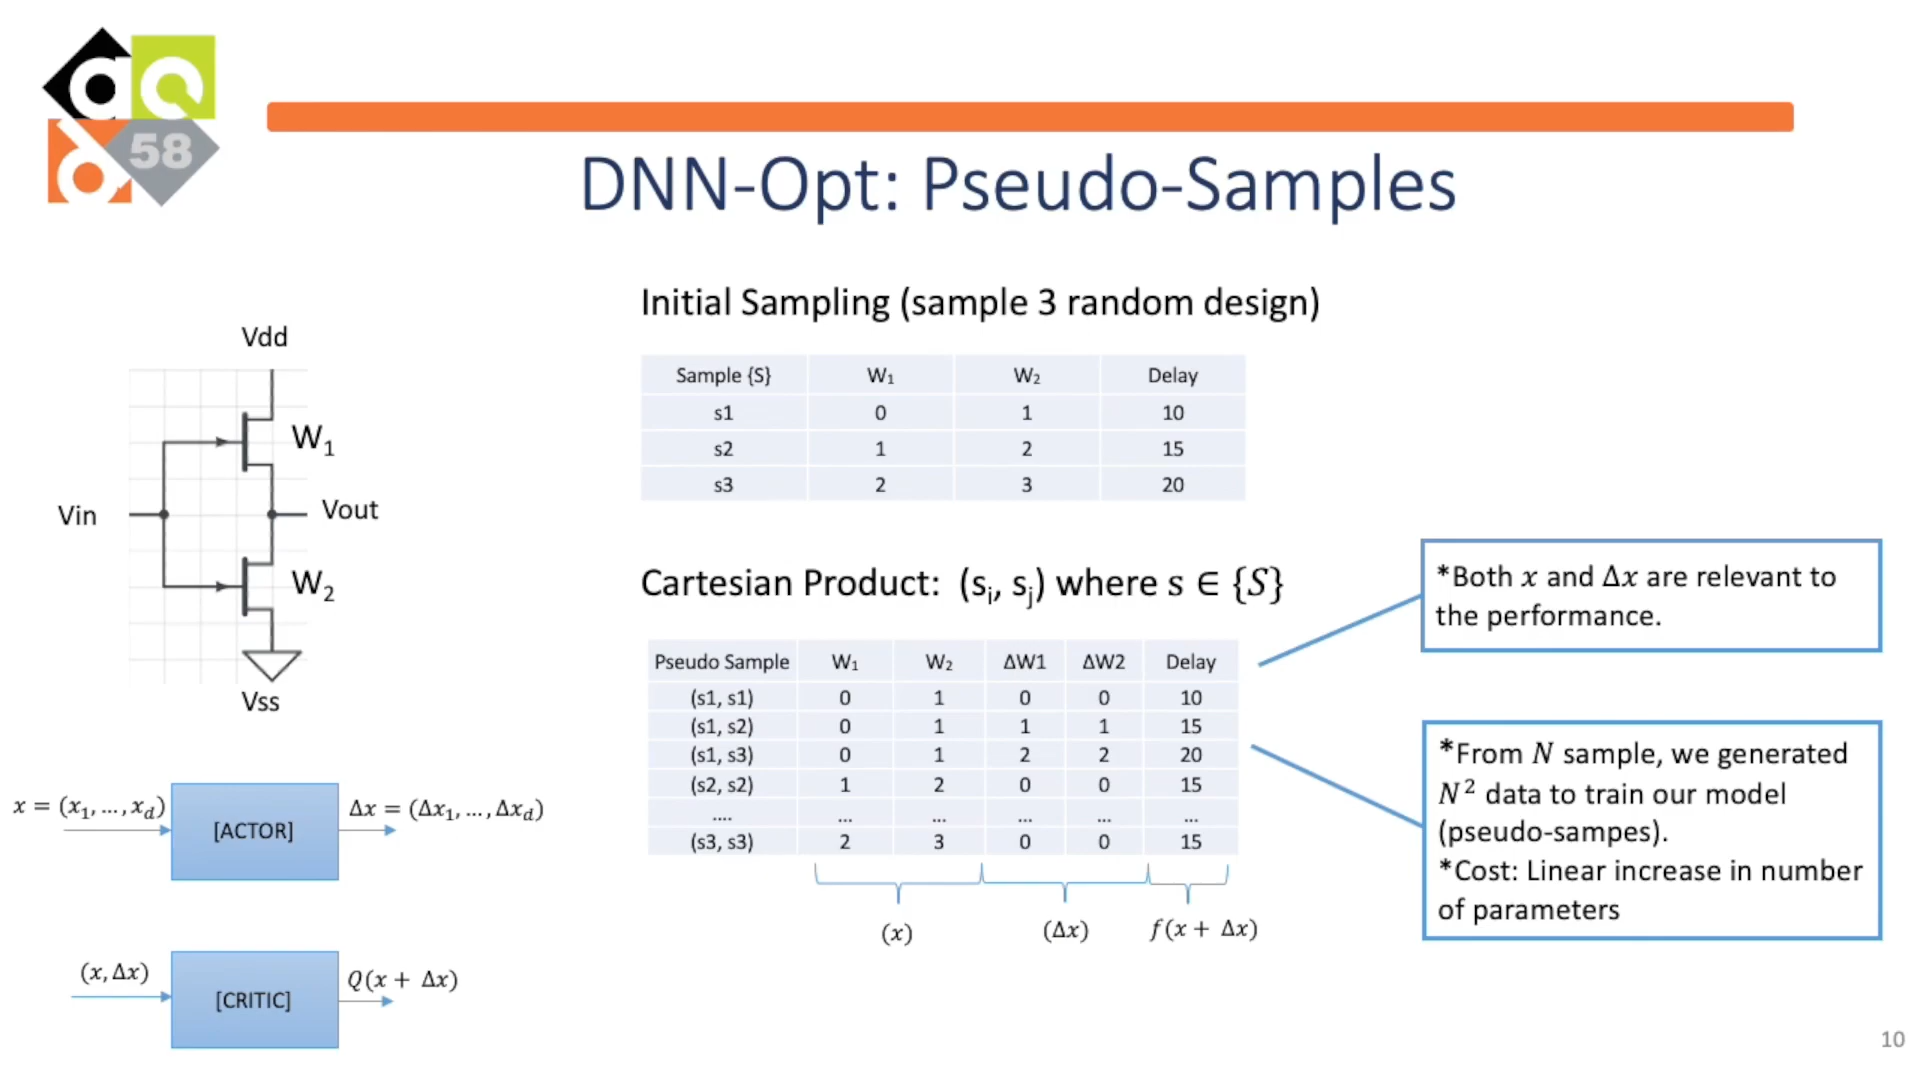 58
DNN-Opt: Pseudo-Samples
Initial Sampling (sample 3 random design)
Sample {S} W₁ W₂ Delay
s1 0 1 10
s2 1 2 15
s3 2 3 20
Cartesian Product: (sᵢ, sⱼ) where s ∈ {S}
Pseudo Sample W₁ W₂ ΔW1 ΔW2 Delay
(s1, s1) 0 1 0 0 10
(s1, s2) 0 1 1 1 15
(s1, s3) 0 1 2 2 20
(s2, s2) 1 2 0 0 15
.... ... ... ... ... ...
(s3, s3) 2 3 0 0 15
(x) (Δx) f(x + Δx)
Vdd
W₁
Vin
Vout
W₂
Vss
x = (x₁, ..., x_d) [ACTOR] Δx = (Δx₁, ..., Δx_d)
(x, Δx) [CRITIC] Q(x + Δx)
*Both x and Δx are relevant to
the performance.
*From N sample, we generated
N² data to train our model
(pseudo-sampes).
*Cost: Linear increase in number
of parameters
10